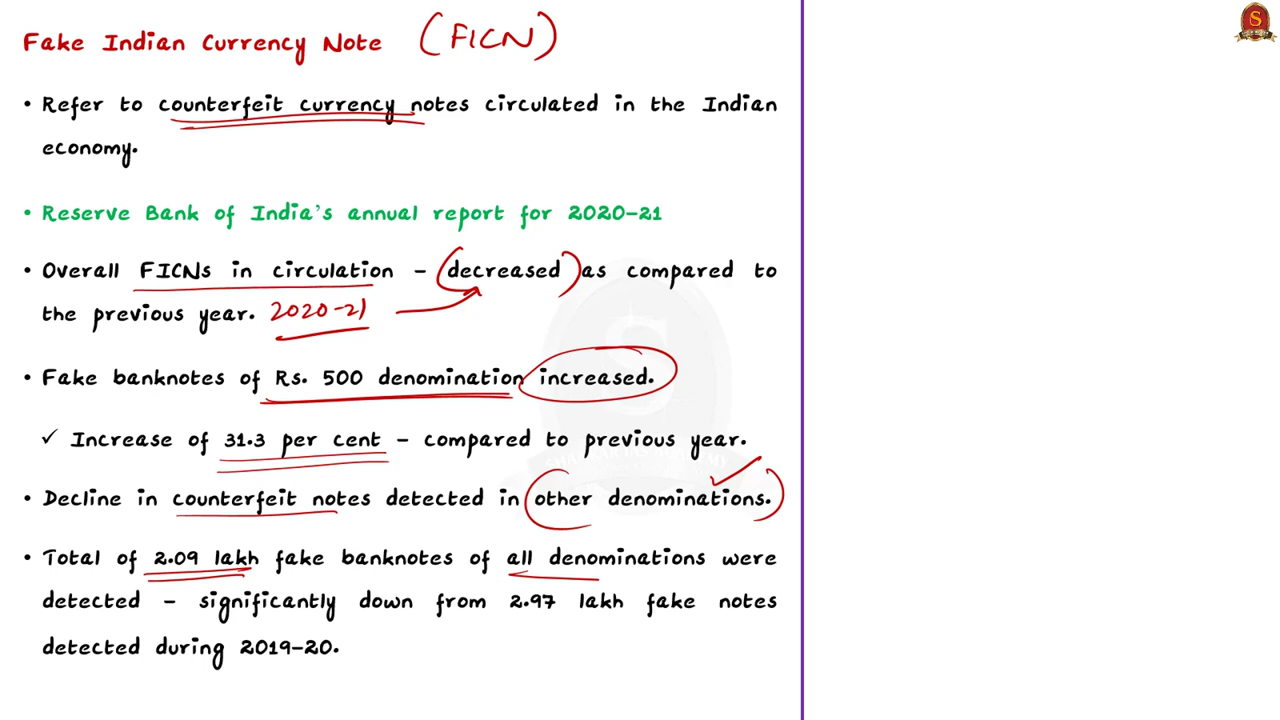 Fake Indian Currency Note (FICN)
• Refer to counterfeit currency notes circulated in the Indian
economy.
• Reserve Bank of India's annual report for 2020-21
• Overall FICNs in circulation - (decreased) as compared to
the previous year. 2020-21
• Fake banknotes of Rs. 500 denomination increased.
✓ Increase of 31.3 per cent - compared to previous year.
• Decline in counterfeit notes detected in (other denominations.)
• Total of 2.09 lakh fake banknotes of all denominations were
detected - significantly down from 2.97 lakh fake notes
detected during 2019-20.